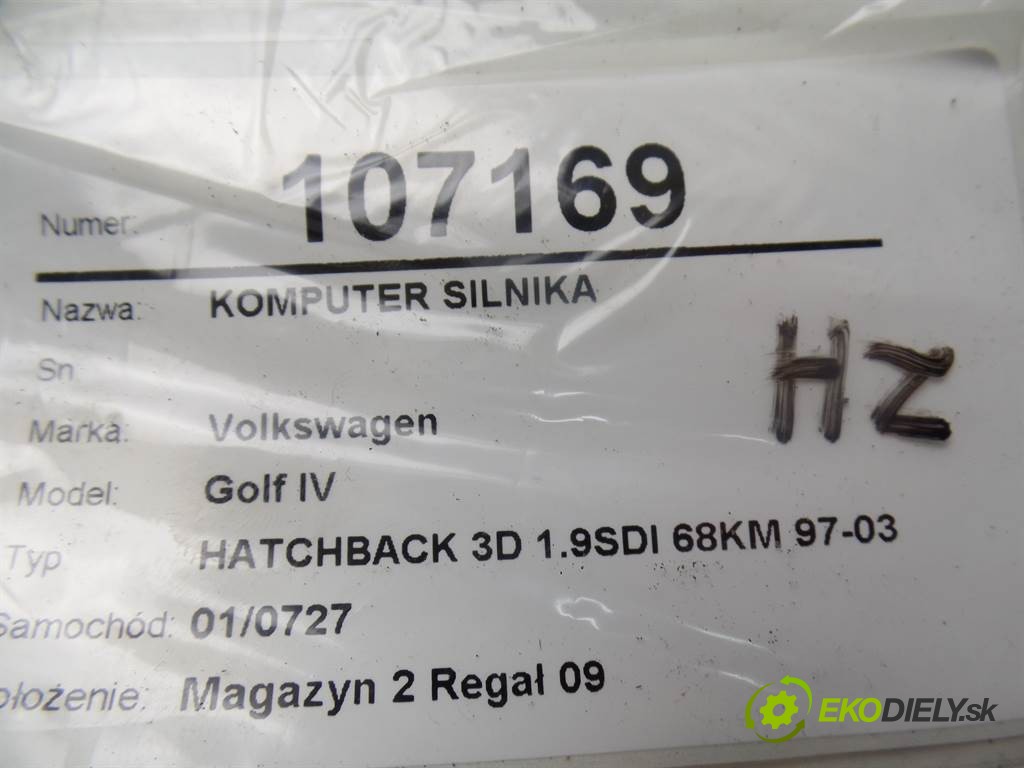 Numer: 107169
Nazwa: KOMPUTER SILNIKA
HZ
Sn
Marka: Volkswagen
Model: Golf IV
Typ HATCHBACK 3D 1.9SDI 68KM 97-03
Samochód: 01/0727
ołożenie: Magazyn 2 Regał 09
EKODIELY.sk